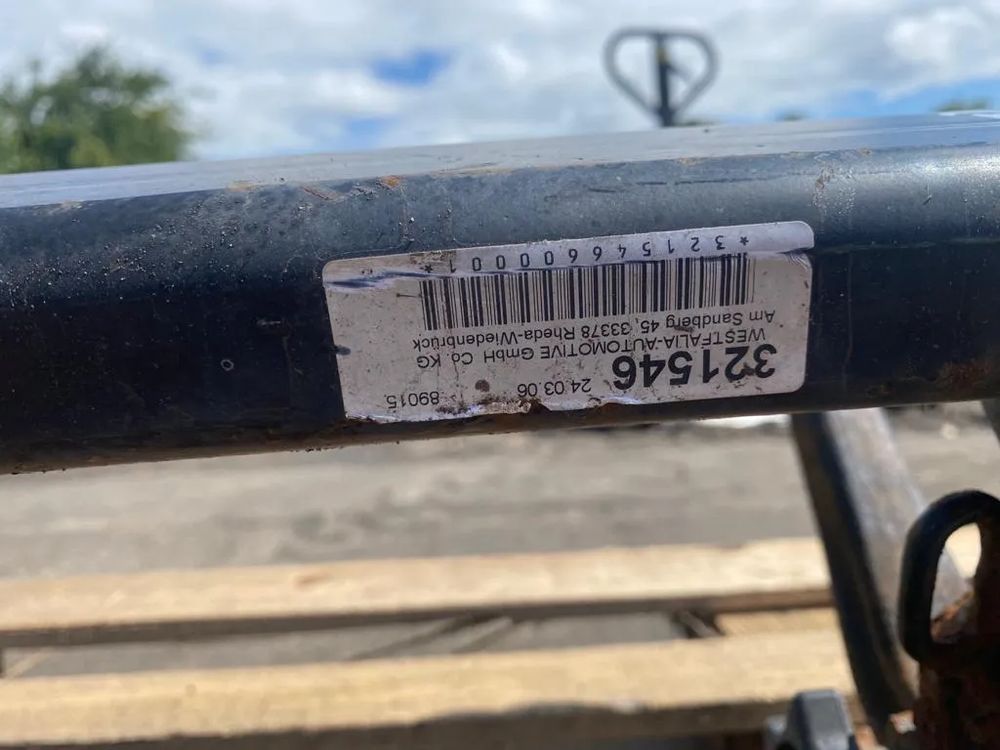 321546 24.03.06 89015
WESTFALIA-AUTOMOTIVE GmbH Co. KG
Am Sandberg 45, 33378 Rheda-Wiedenbrück
*321546600001*